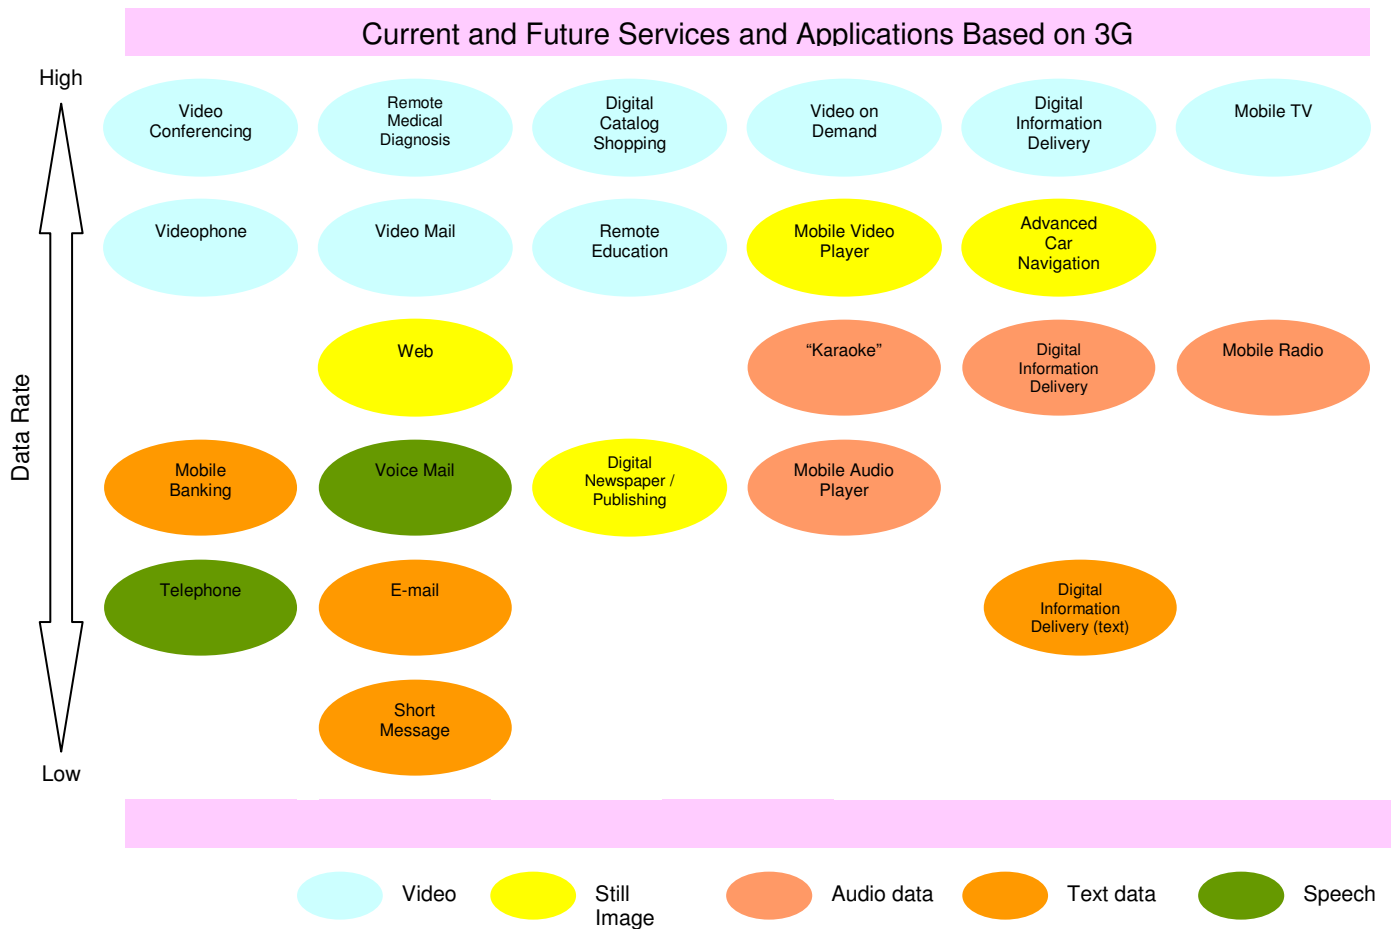 Current and Future Services and Applications Based on 3G
High
Video
Conferencing
Remote
Medical
Diagnosis
Digital
Catalog
Shopping
Video on
Demand
Digital
Information
Delivery
Mobile TV
Videophone
Video Mail
Remote
Education
Mobile Video
Player
Advanced
Car
Navigation
Web
“Karaoke”
Digital
Information
Delivery
Mobile Radio
Data Rate
Mobile
Banking
Voice Mail
Digital
Newspaper /
Publishing
Mobile Audio
Player
Telephone
E-mail
Digital
Information
Delivery (text)
Short
Message
Low
Video
Still
Image
Audio data
Text data
Speech